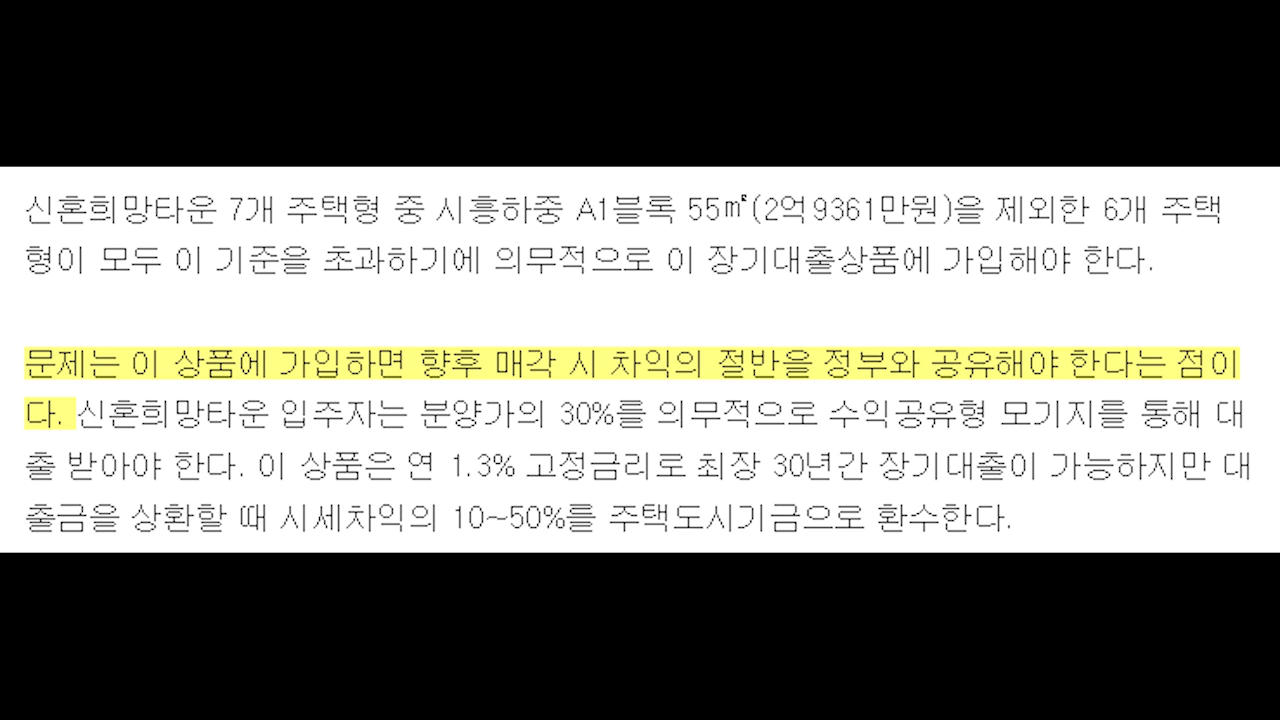 신혼희망타운 7개 주택형 중 시흥하중 A1블록 55㎡(2억9361만원)을 제외한 6개 주택
형이 모두 이 기준을 초과하기에 의무적으로 이 장기대출상품에 가입해야 한다.
문제는 이 상품에 가입하면 향후 매각 시 차익의 절반을 정부와 공유해야 한다는 점이
다. 신혼희망타운 입주자는 분양가의 30%를 의무적으로 수익공유형 모기지를 통해 대
출 받아야 한다. 이 상품은 연 1.3% 고정금리로 최장 30년간 장기대출이 가능하지만 대
출금을 상환할 때 시세차익의 10~50%를 주택도시기금으로 환수한다.